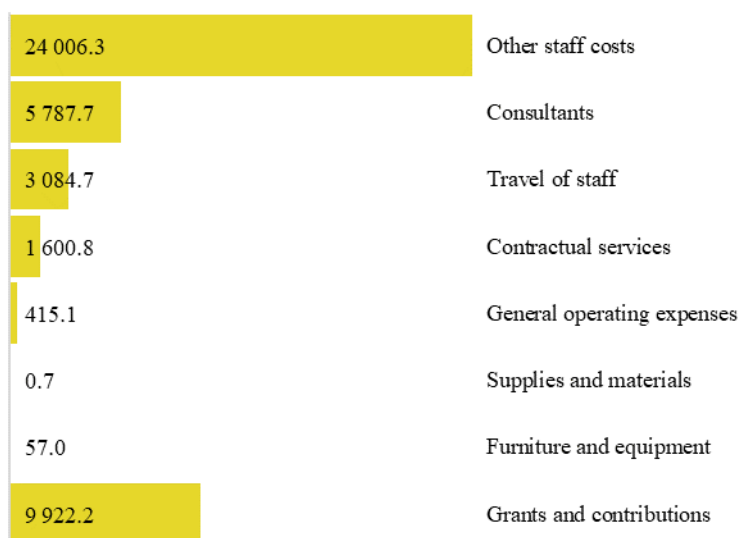 24 006.3 Other staff costs
5 787.7 Consultants
3 084.7 Travel of staff
1 600.8 Contractual services
415.1 General operating expenses
0.7 Supplies and materials
57.0 Furniture and equipment
9 922.2 Grants and contributions